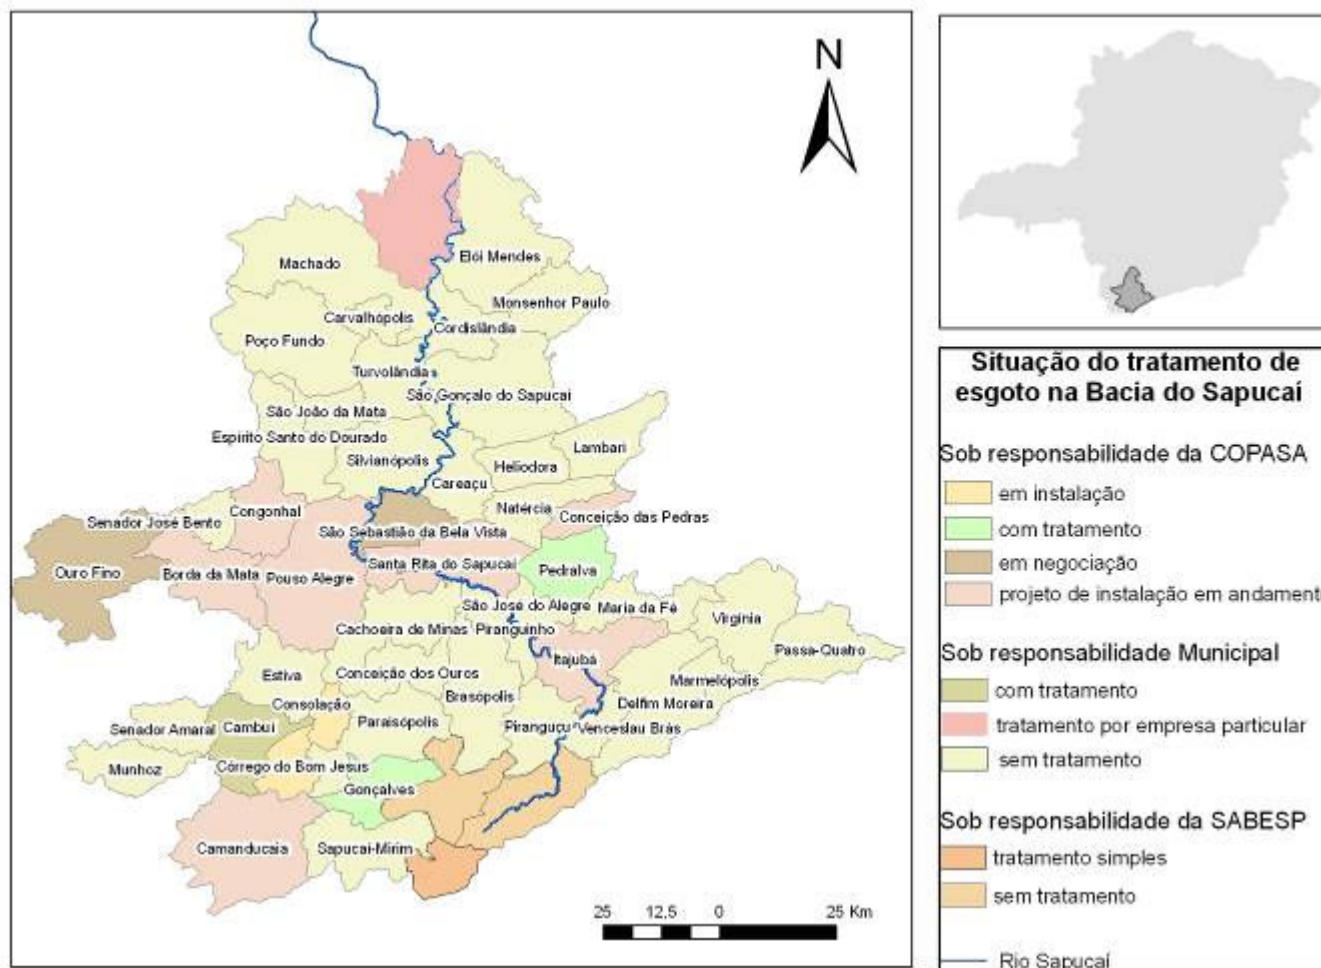 N
Machado
Elói Mendes
Monsenhor Paulo
Carvalhópolis
Cordislândia
Poço Fundo
Turvolândia
São Gonçalo do Sapucaí
São João da Mata
Espírito Santo do Dourado
Lambari
Silvianópolis
Heliodora
Careaçu
Natércia
Senador José Bento
Congonhal
Conceição das Pedras
São Sebastião da Bela Vista
Santa Rita do Sapucaí
Ouro Fino
Borda da Mata
Pouso Alegre
Pedralva
São José do Alegre
Maria da Fé
Virgínia
Cachoeira de Minas
Piranguinho
Passa-Quatro
Itajubá
Estiva
Conceição dos Ouros
Marmelópolis
Brasópolis
Delfim Moreira
Consolação
Paraisópolis
Senador Amaral
Cambuí
Piranguçu
Venceslau Brás
Munhoz
Córrego do Bom Jesus
Gonçalves
Camanducaia
Sapucaí-Mirim
25 12,5 0 25 Km
Situação do tratamento de
esgoto na Bacia do Sapucaí
Sob responsabilidade da COPASA
em instalação
com tratamento
em negociação
projeto de instalação em andament
Sob responsabilidade Municipal
com tratamento
tratamento por empresa particular
sem tratamento
Sob responsabilidade da SABESP
tratamento simples
sem tratamento
Rio Sapucaí